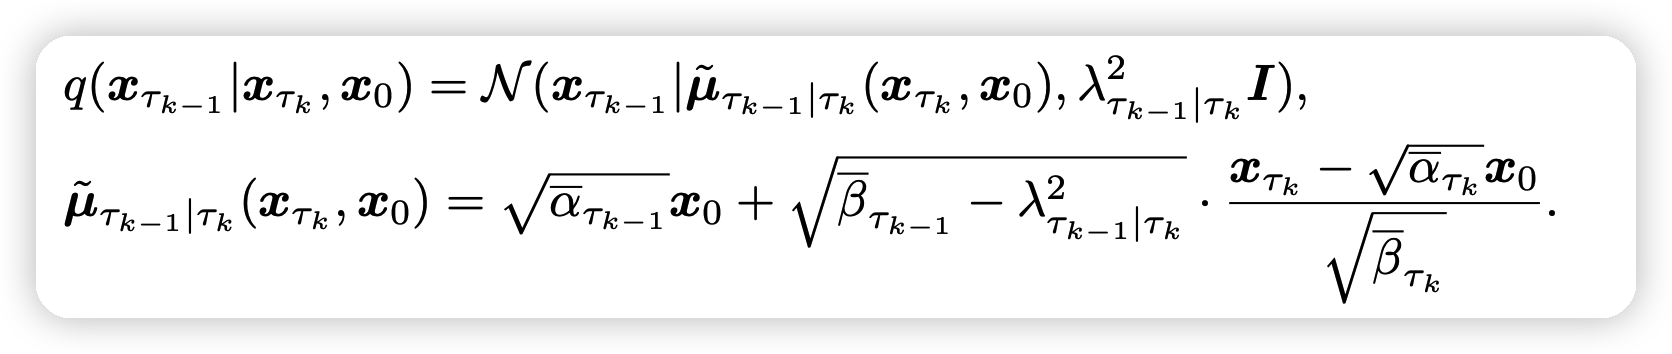 $q(\boldsymbol{x}_{\tau_{k-1}}|\boldsymbol{x}_{\tau_k}, \boldsymbol{x}_0) = \mathcal{N}(\boldsymbol{x}_{\tau_{k-1}}|\tilde{\boldsymbol{\mu}}_{\tau_{k-1}|\tau_k}(\boldsymbol{x}_{\tau_k}, \boldsymbol{x}_0), \lambda^2_{\tau_{k-1}|\tau_k}\boldsymbol{I}),$
$\tilde{\boldsymbol{\mu}}_{\tau_{k-1}|\tau_k}(\boldsymbol{x}_{\tau_k}, \boldsymbol{x}_0) = \sqrt{\overline{\alpha}_{\tau_{k-1}}}\boldsymbol{x}_0 + \sqrt{\overline{\beta}_{\tau_{k-1}} - \lambda^2_{\tau_{k-1}|\tau_k}} \cdot \frac{\boldsymbol{x}_{\tau_k} - \sqrt{\overline{\alpha}_{\tau_k}}\boldsymbol{x}_0}{\sqrt{\overline{\beta}_{\tau_k}}}.$